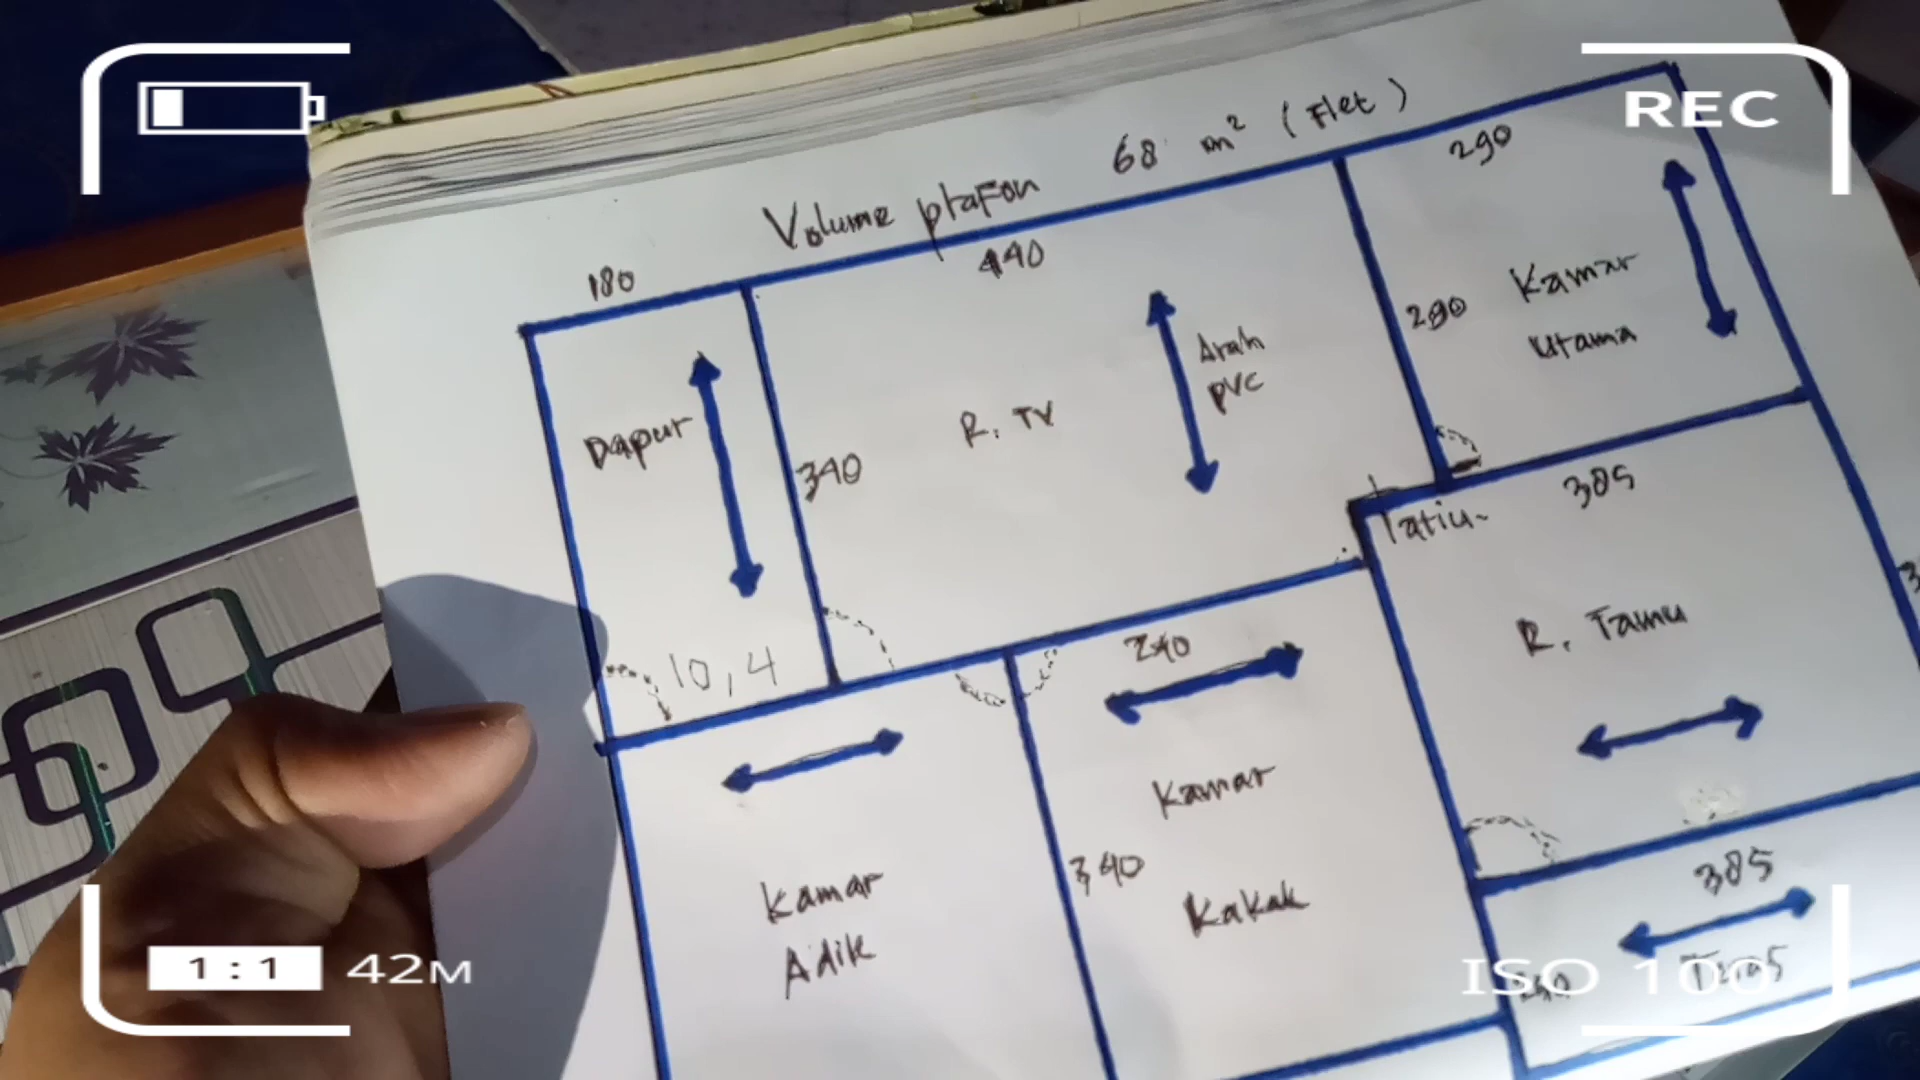 REC
Volume plafon 68 m² (Flet)
180
440
290
Dapur
340
R. TV
Arah
PVC
290
Kamar
Utama
385
R. Tamu
10,4
240
Kamar
Kakak
340
Kamar
Adik
385
Teras
1:1 42M
ISO 100